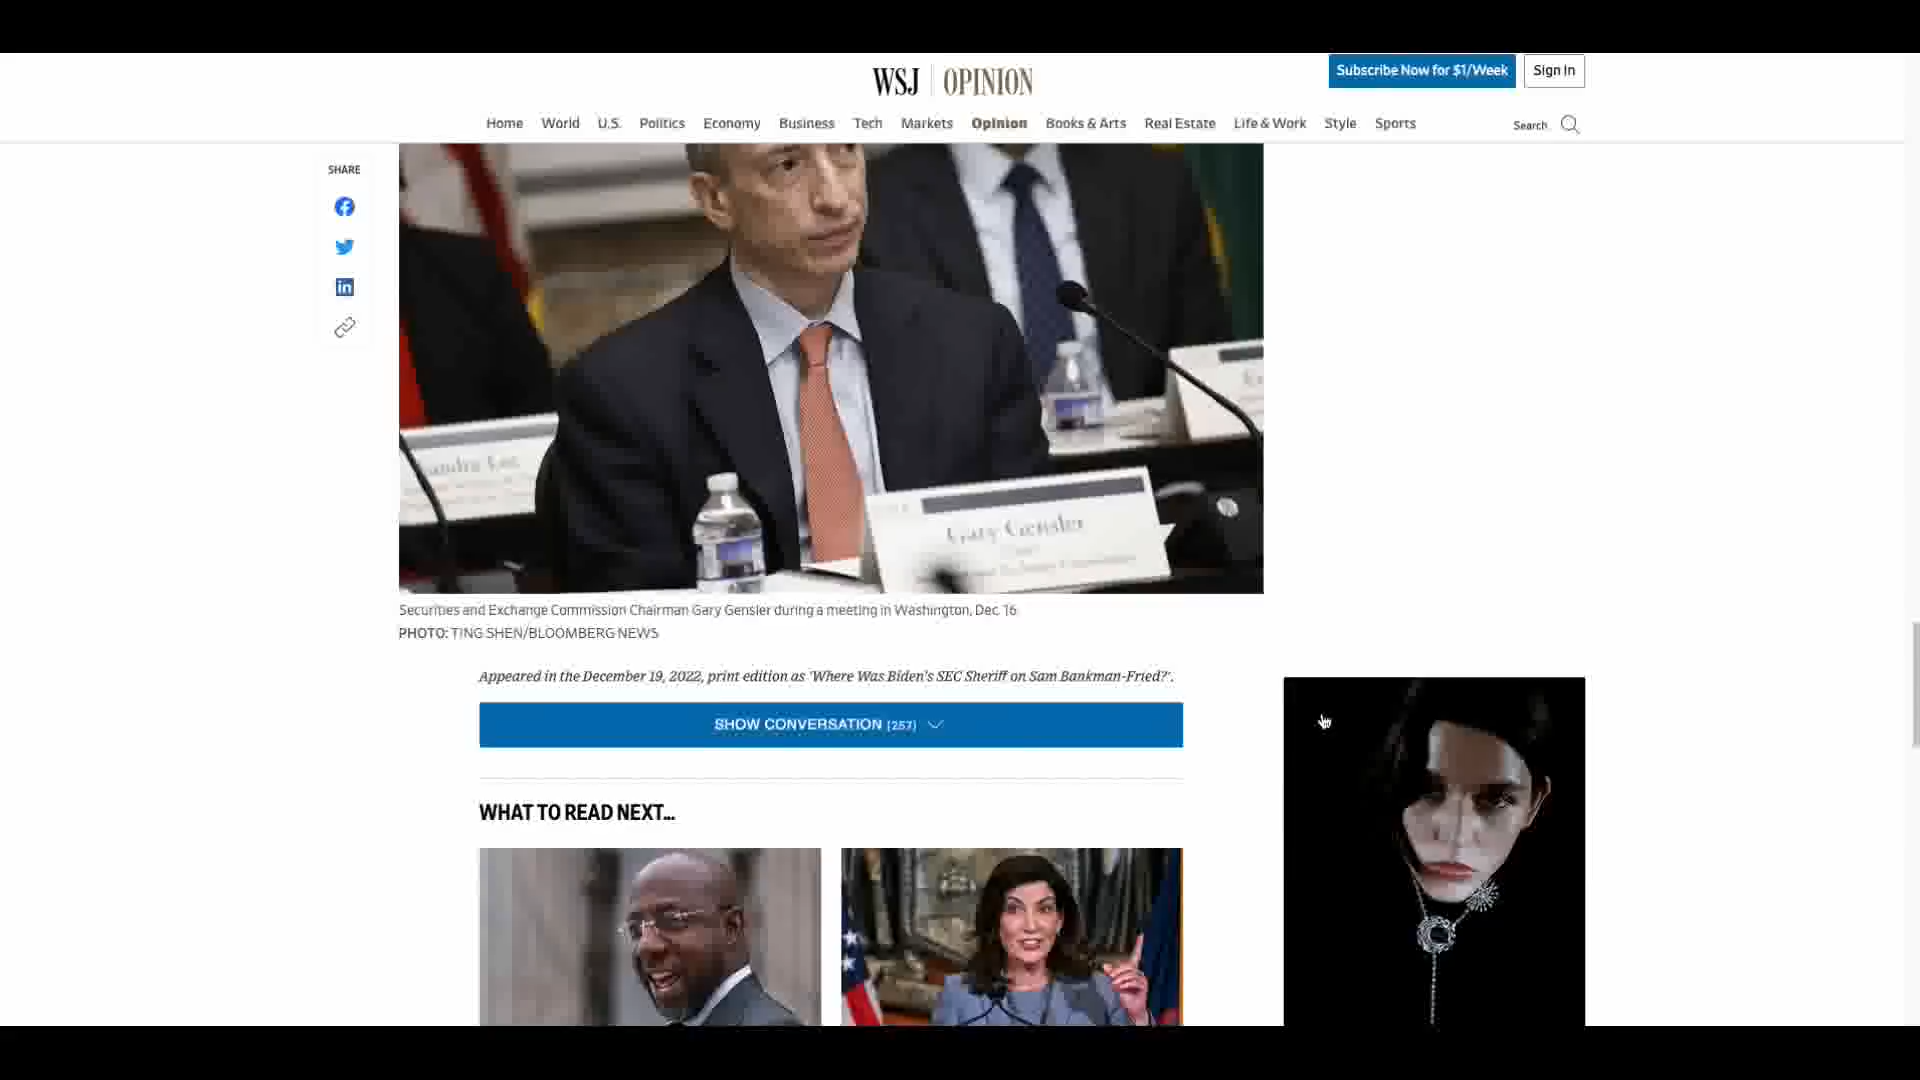 WSJ OPINION
Subscribe Now for $1/Week
Sign In
Home World U.S. Politics Economy Business Tech Markets Opinion Books & Arts Real Estate Life & Work Style Sports
Search
SHARE
Gary Gensler
Securities and Exchange Commission Chairman Gary Gensler during a meeting in Washington, Dec. 16.
PHOTO: TING SHEN/BLOOMBERG NEWS
Appeared in the December 19, 2022, print edition as 'Where Was Biden's SEC Sheriff on Sam Bankman-Fried?'.
SHOW CONVERSATION (257)
WHAT TO READ NEXT...